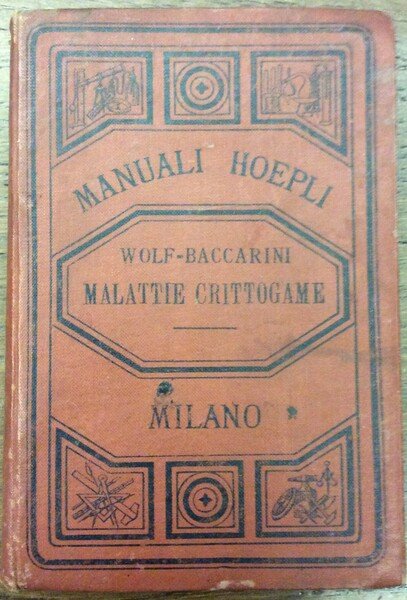 MANUALI HOEPLI
WOLF-BACCARINI
MALATTIE CRITTOGAME
MILANO